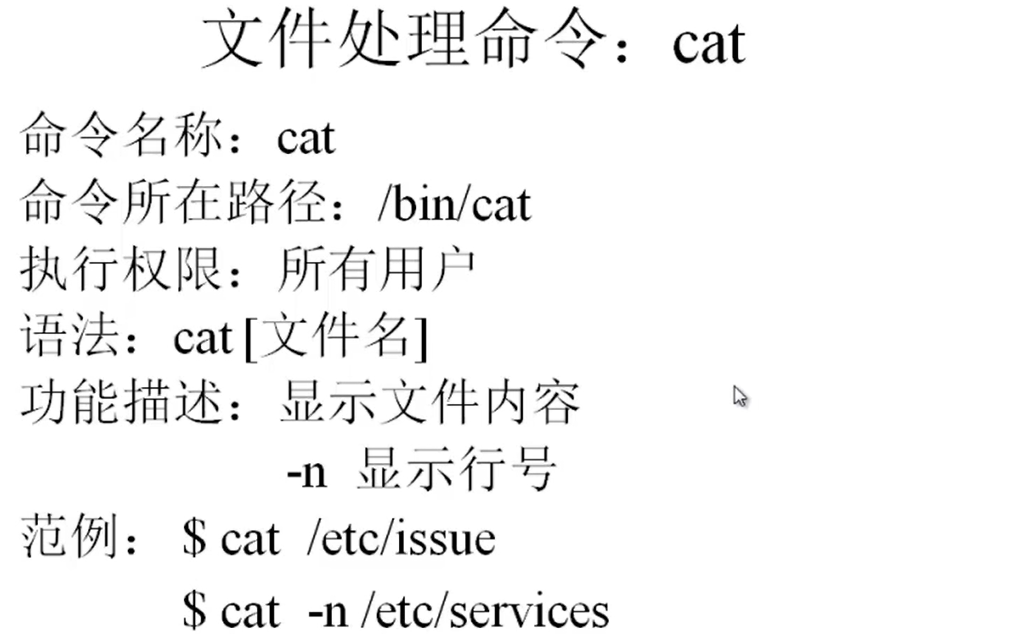 文件处理命令：cat
命令名称：cat
命令所在路径：/bin/cat
执行权限：所有用户
语法：cat [文件名]
功能描述：显示文件内容
-n 显示行号
范例： $ cat /etc/issue
$ cat -n /etc/services